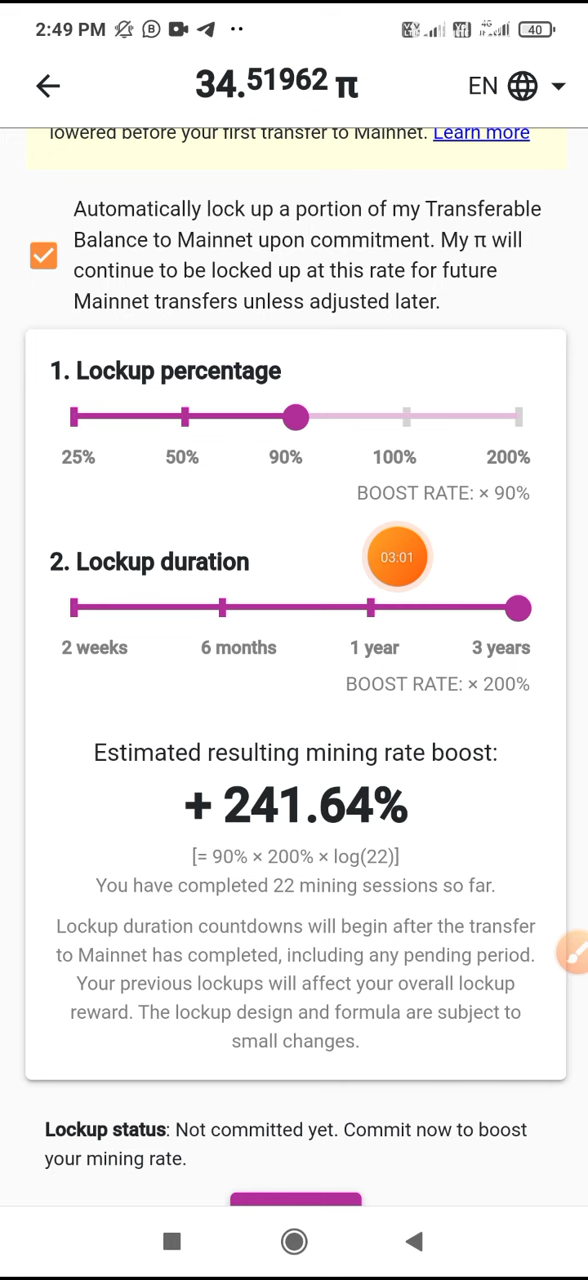 2:49 PM
4G
40
34.51962 π
EN
lowered before your first transfer to Mainnet. Learn more
Automatically lock up a portion of my Transferable
Balance to Mainnet upon commitment. My π will
continue to be locked up at this rate for future
Mainnet transfers unless adjusted later.
1. Lockup percentage
25% 50% 90% 100% 200%
BOOST RATE: × 90%
2. Lockup duration
03:01
2 weeks 6 months 1 year 3 years
BOOST RATE: × 200%
Estimated resulting mining rate boost:
+ 241.64%
[= 90% × 200% × log(22)]
You have completed 22 mining sessions so far.
Lockup duration countdowns will begin after the transfer
to Mainnet has completed, including any pending period.
Your previous lockups will affect your overall lockup
reward. The lockup design and formula are subject to
small changes.
Lockup status: Not committed yet. Commit now to boost
your mining rate.